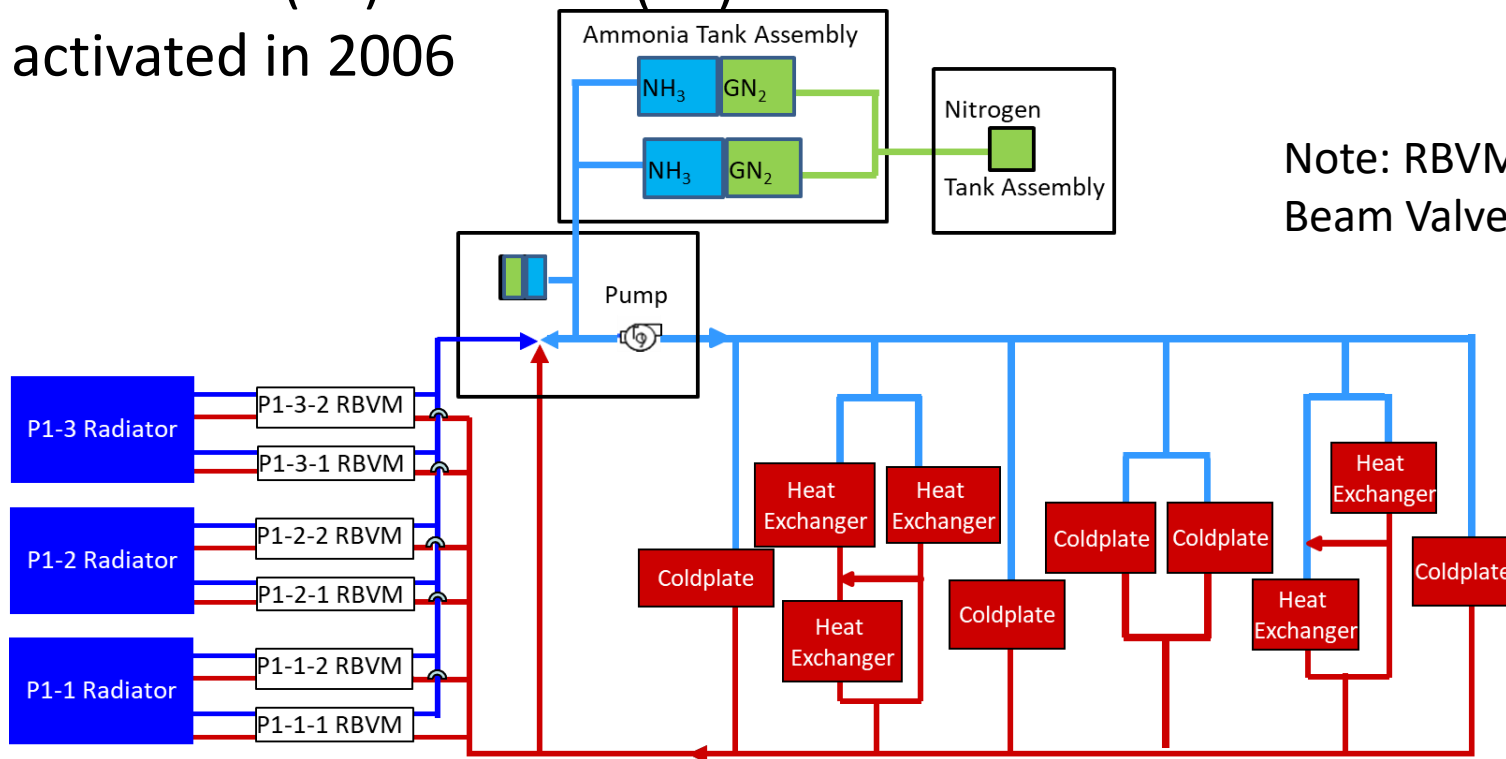 activated in 2006
Ammonia Tank Assembly
NH3 GN2
NH3 GN2
Nitrogen
Tank Assembly
Note: RBVM
Beam Valve
Pump
P1-3 Radiator
P1-3-2 RBVM
P1-3-1 RBVM
P1-2 Radiator
P1-2-2 RBVM
P1-2-1 RBVM
P1-1 Radiator
P1-1-2 RBVM
P1-1-1 RBVM
Coldplate
Heat
Exchanger
Heat
Exchanger
Heat
Exchanger
Coldplate
Coldplate
Coldplate
Heat
Exchanger
Heat
Exchanger
Coldplate